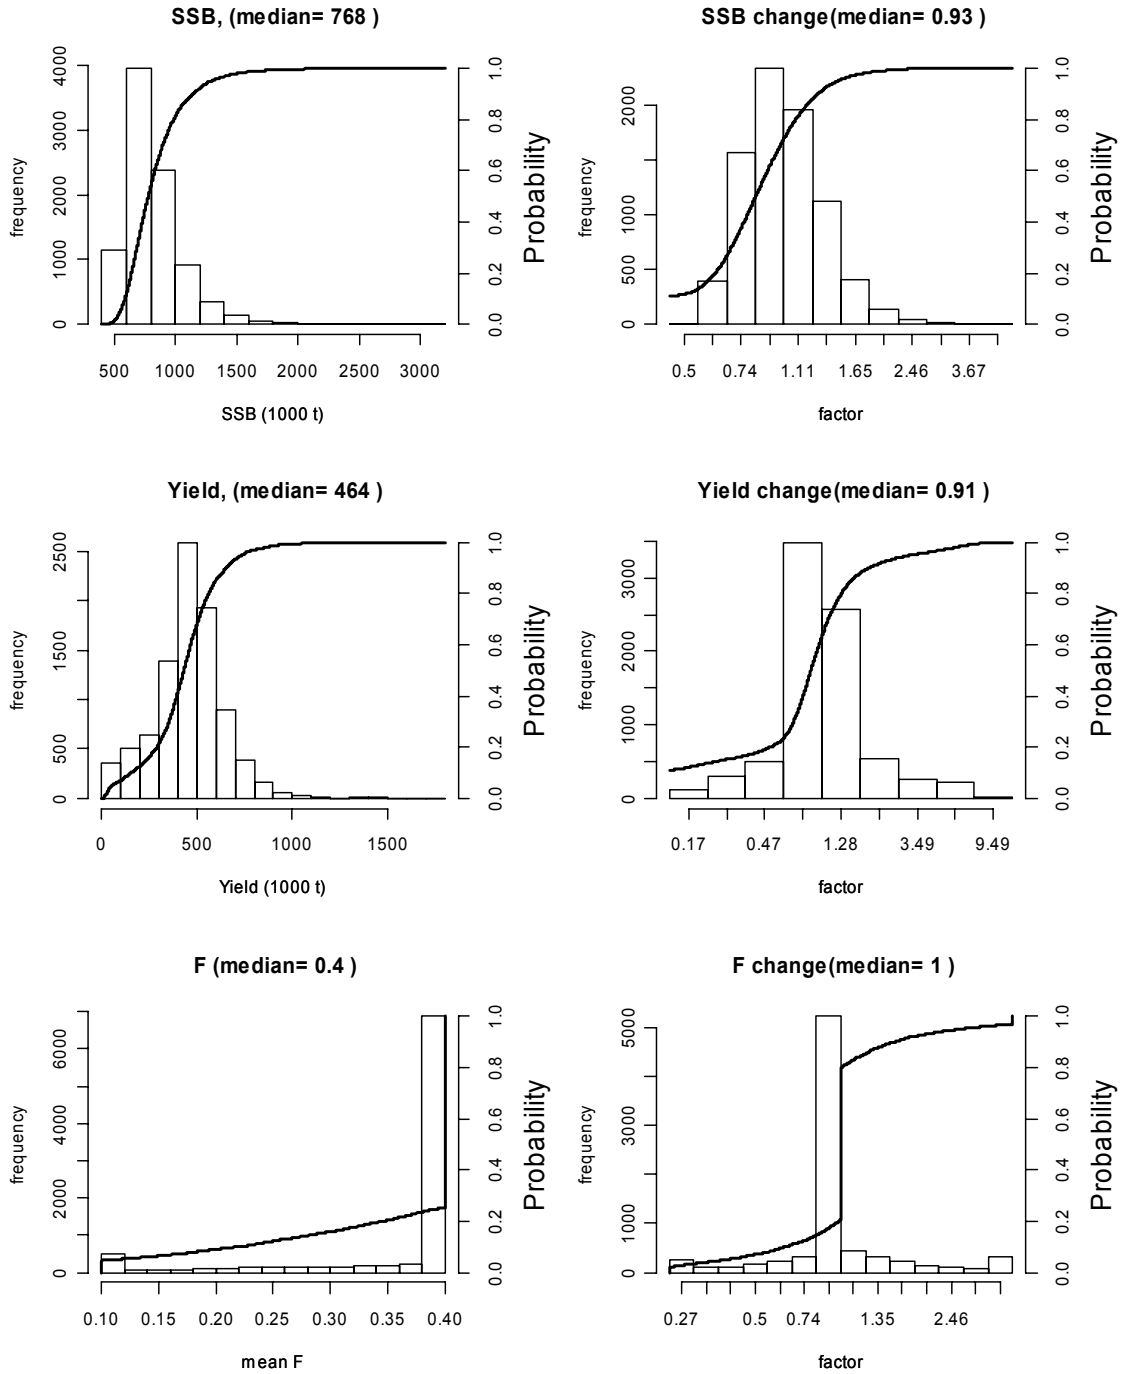 SSB, (median= 768 )
SSB change(median= 0.93 )
frequency
0 1000 2000 3000 4000
0.0 0.2 0.4 0.6 0.8 1.0
Probability
500 1000 1500 2000 2500 3000
SSB (1000 t)
frequency
0 500 1000 2000
0.0 0.2 0.4 0.6 0.8 1.0
Probability
0.5 0.74 1.11 1.65 2.46 3.67
factor
Yield, (median= 464 )
Yield change(median= 0.91 )
frequency
0 500 1500 2500
0.0 0.2 0.4 0.6 0.8 1.0
Probability
0 500 1000 1500
Yield (1000 t)
frequency
0 1000 2000 3000
0.0 0.2 0.4 0.6 0.8 1.0
Probability
0.17 0.47 1.28 3.49 9.49
factor
F (median= 0.4 )
F change(median= 1 )
frequency
0 2000 4000 6000
0.0 0.2 0.4 0.6 0.8 1.0
Probability
0.10 0.15 0.20 0.25 0.30 0.35 0.40
mean F
frequency
0 1000 3000 5000
0.0 0.2 0.4 0.6 0.8 1.0
Probability
0.27 0.5 0.74 1.35 2.46
factor